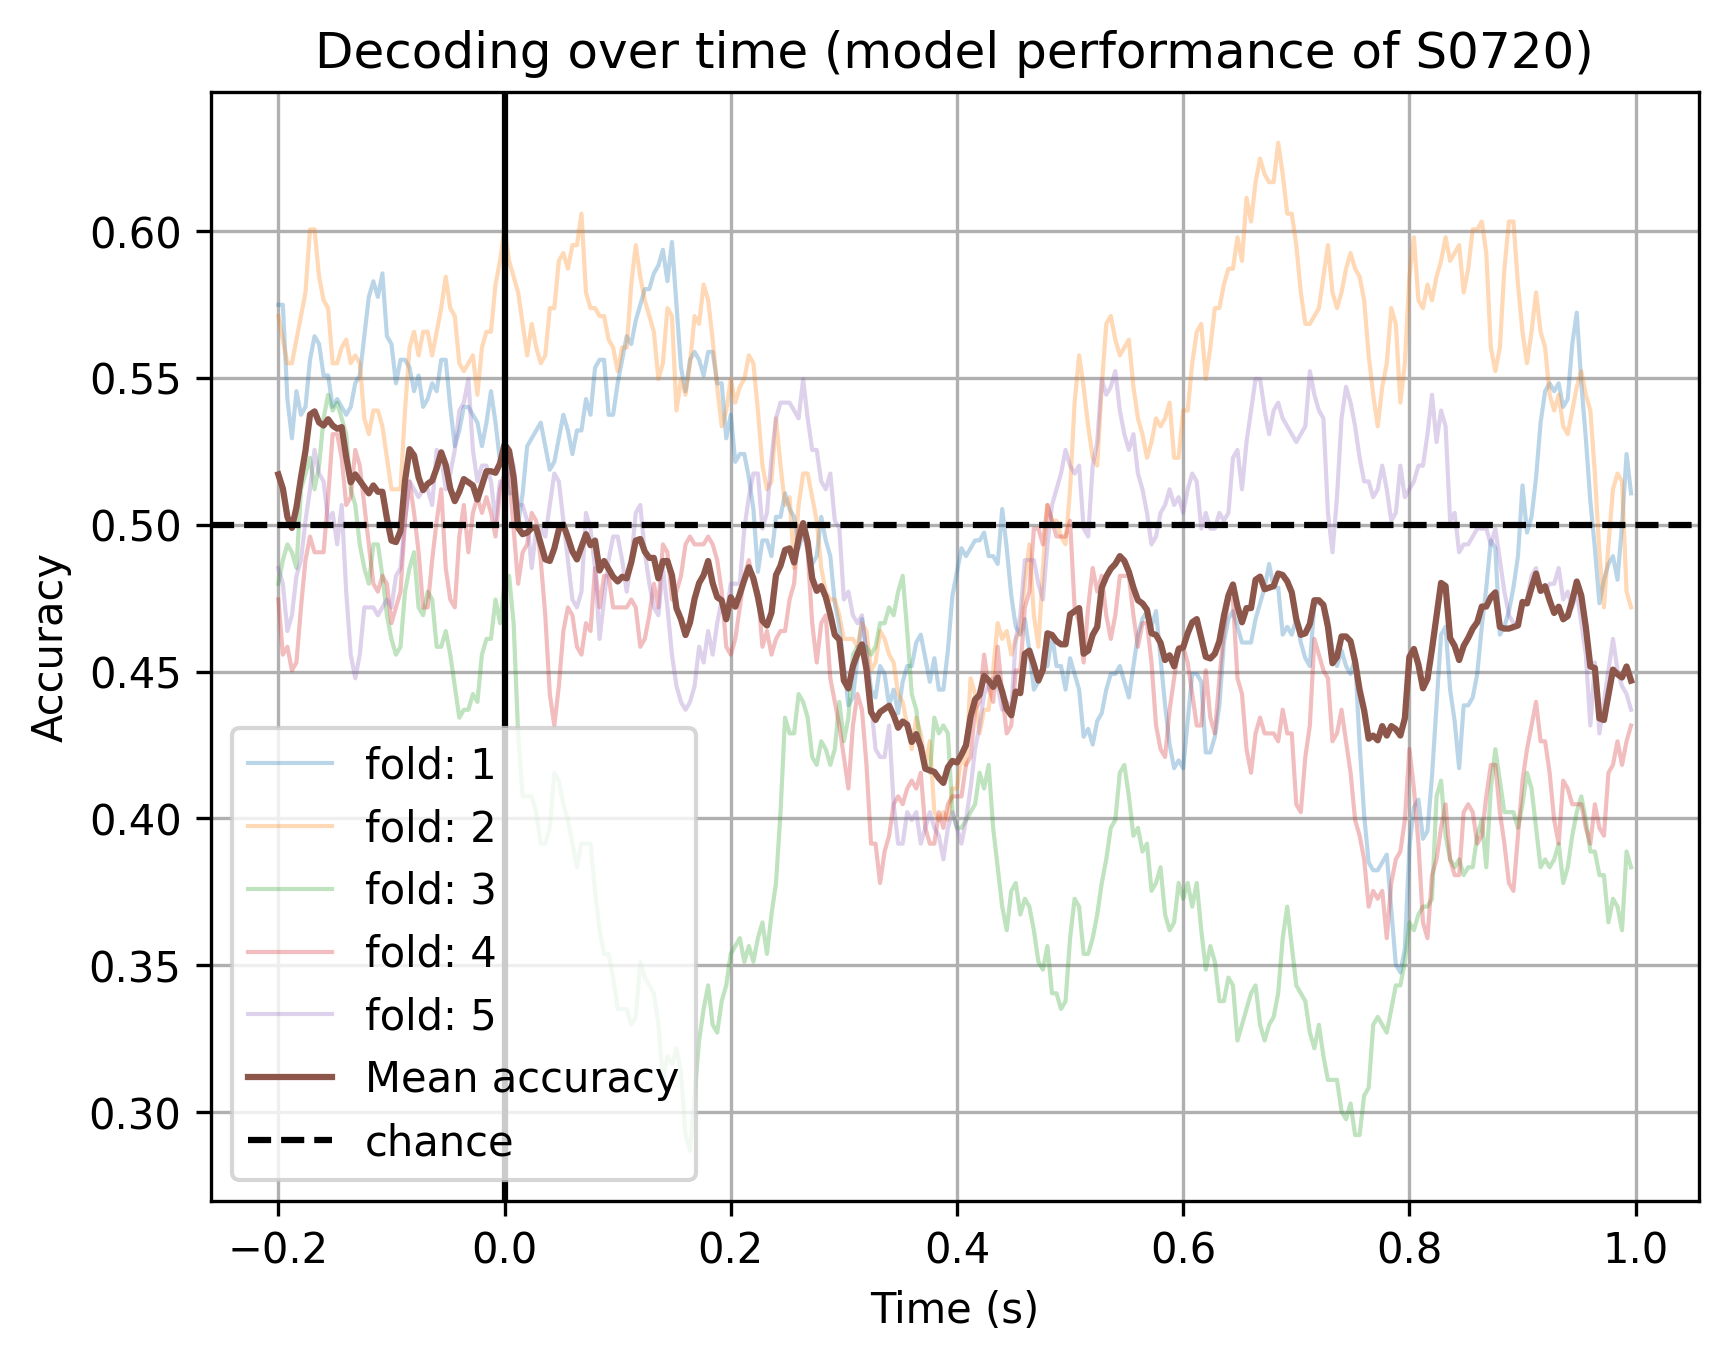 Decoding over time (model performance of S0720)
Accuracy
0.60
0.55
0.50
0.45
0.40
0.35
0.30
fold: 1
fold: 2
fold: 3
fold: 4
fold: 5
Mean accuracy
chance
−0.2 0.0 0.2 0.4 0.6 0.8 1.0
Time (s)